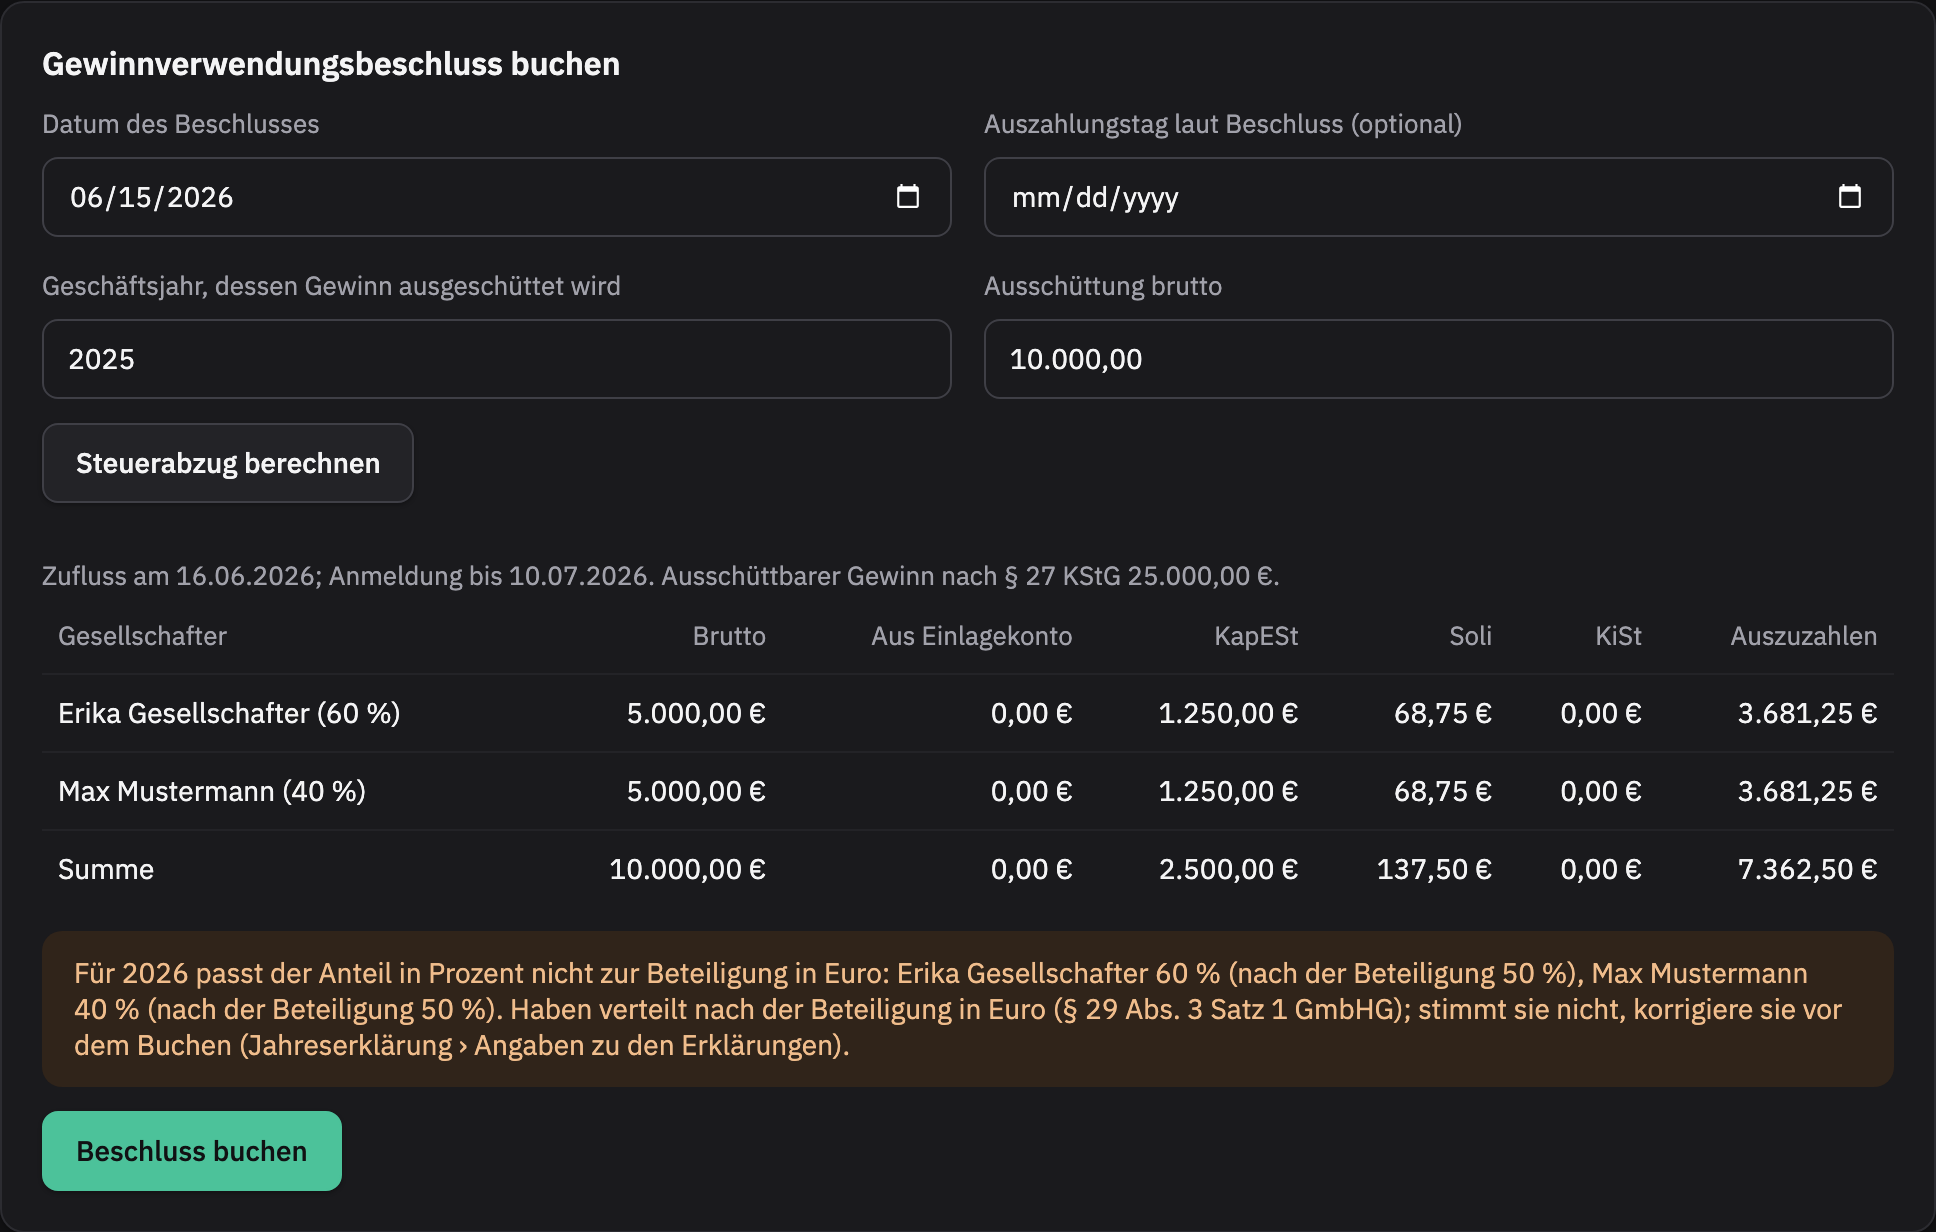 Gewinnverwendungsbeschluss buchen
Datum des Beschlusses
Auszahlungstag laut Beschluss (optional)
06/15/2026
mm/dd/yyyy
Geschäftsjahr, dessen Gewinn ausgeschüttet wird
Ausschüttung brutto
2025
10.000,00
Steuerabzug berechnen
Zufluss am 16.06.2026; Anmeldung bis 10.07.2026. Ausschüttbarer Gewinn nach § 27 KStG 25.000,00 €.
Gesellschafter Brutto Aus Einlagekonto KapESt Soli KiSt Auszuzahlen
Erika Gesellschafter (60 %) 5.000,00 € 0,00 € 1.250,00 € 68,75 € 0,00 € 3.681,25 €
Max Mustermann (40 %) 5.000,00 € 0,00 € 1.250,00 € 68,75 € 0,00 € 3.681,25 €
Summe 10.000,00 € 0,00 € 2.500,00 € 137,50 € 0,00 € 7.362,50 €
Für 2026 passt der Anteil in Prozent nicht zur Beteiligung in Euro: Erika Gesellschafter 60 % (nach der Beteiligung 50 %), Max Mustermann
40 % (nach der Beteiligung 50 %). Haben verteilt nach der Beteiligung in Euro (§ 29 Abs. 3 Satz 1 GmbHG); stimmt sie nicht, korrigiere sie vor
dem Buchen (Jahreserklärung › Angaben zu den Erklärungen).
Beschluss buchen